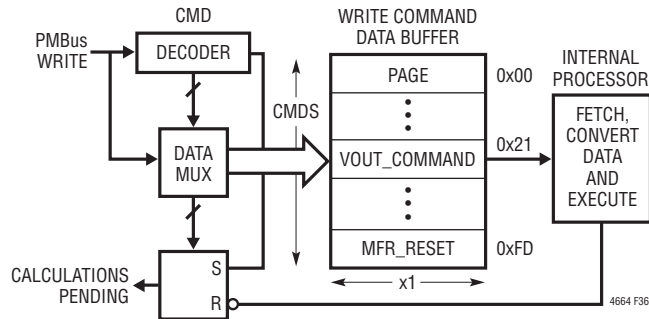 CMD
WRITE COMMAND
DATA BUFFER
PMBus
WRITE
DECODER
PAGE
0x00
INTERNAL
PROCESSOR
CMDS
DATA
MUX
VOUT_COMMAND
0x21
FETCH,
CONVERT
DATA
AND
EXECUTE
CALCULATIONS
PENDING
S
R
MFR_RESET
0xFD
x1
4664 F36